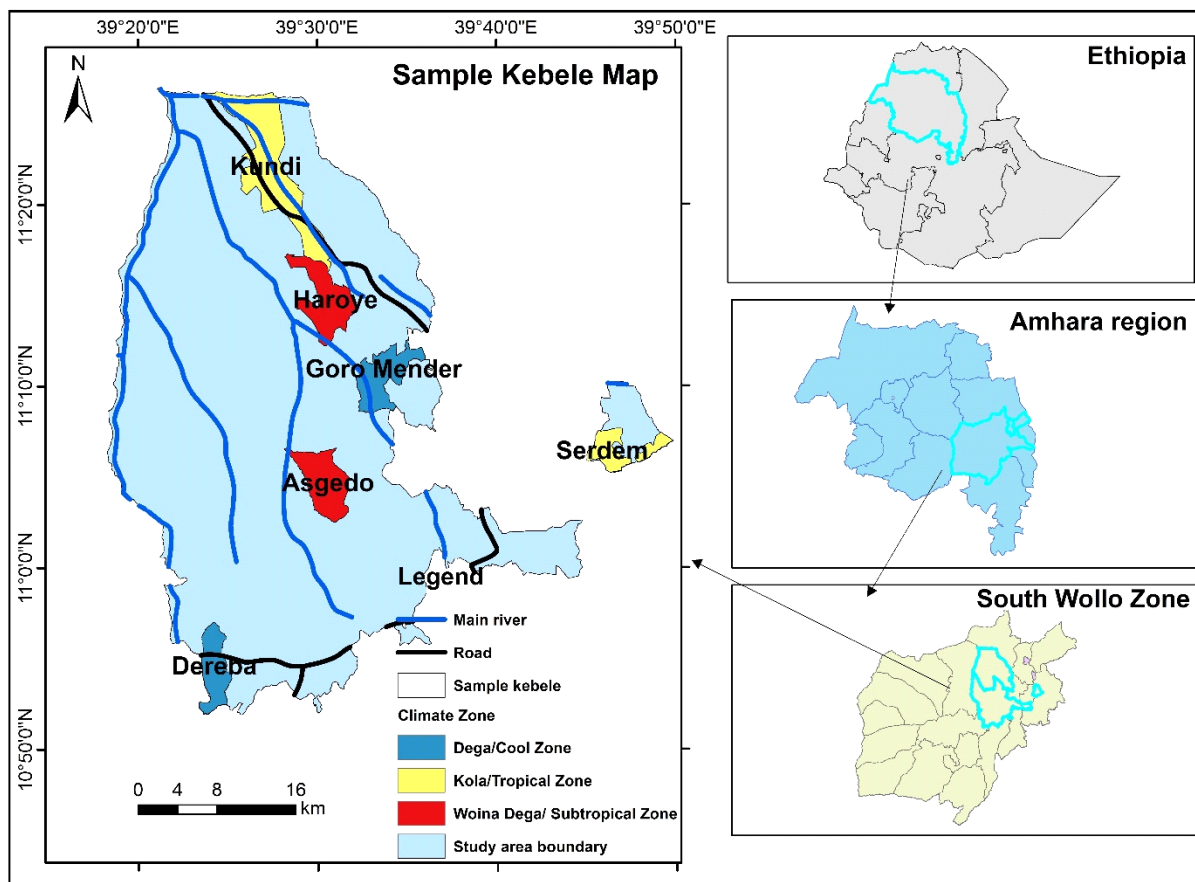 39°20'0"E 39°30'0"E 39°40'0"E 39°50'0"E
N
Sample Kebele Map
Kundi
Haroye
Goro Mender
Serdem
Asgedo
Dereba
11°20'0"N
11°10'0"N
11°0'0"N
10°50'0"N
Legend
Main river
Road
Sample kebele
Climate Zone
Dega/Cool Zone
Kola/Tropical Zone
Woina Dega/ Subtropical Zone
Study area boundary
0 4 8 16
km
Ethiopia
Amhara region
South Wollo Zone